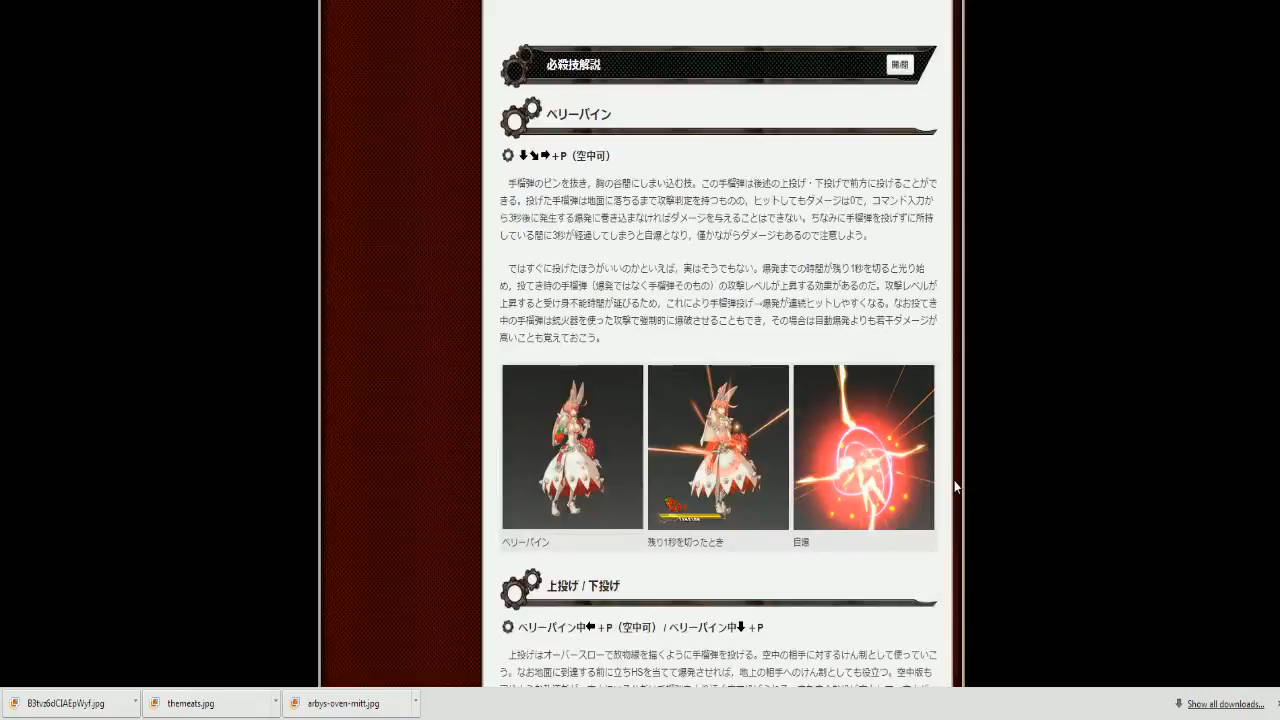 必殺技解説
開/閉
ベリーパイン
+P（空中可）
手榴弾のピンを抜き，胸の谷間にしまい込む技。この手榴弾は後述の上投げ・下投げで前方に投げることがで
きる。投げた手榴弾は地面に落ちるまで攻撃判定を持つものの，ヒットしてもダメージは0で，コマンド入力か
ら3秒後に発生する爆発に巻き込まなければダメージを与えることはできない。ちなみに手榴弾を投げずに所持
している間に3秒が経過してしまうと自爆となり，僅かながらダメージもあるので注意しよう。
ではすぐに投げたほうがいいのかといえば，実はそうでもない。爆発までの時間が残り1秒を切ると光り始
め，投てき時の手榴弾（爆発ではなく手榴弾そのもの）の攻撃レベルが上昇する効果があるのだ。攻撃レベルが
上昇すると受け身不能時間が延びるため，これにより手榴弾投げ→爆発が連続ヒットしやすくなる。なお投てき
中の手榴弾は銃火器を使った攻撃で強制的に爆破させることもでき，その場合は自動爆発よりも若干ダメージが
高いことも覚えておこう。
ベリーパイン
残り1秒を切ったとき
自爆
上投げ / 下投げ
ベリーパイン中⬅+P（空中可） / ベリーパイン中⬇+P
上投げはオーバースローで放物線を描くように手榴弾を投げる。空中の相手に対するけん制として使っていこ
う。なお地面に到達する前に立ちHSを当てて爆発させれば，地上の相手へのけん制としても役立つ。空中版も
B3tvz6dCIAEpWyf.jpg
themeats.jpg
arbys-oven-mitt.jpg
Show all downloads...